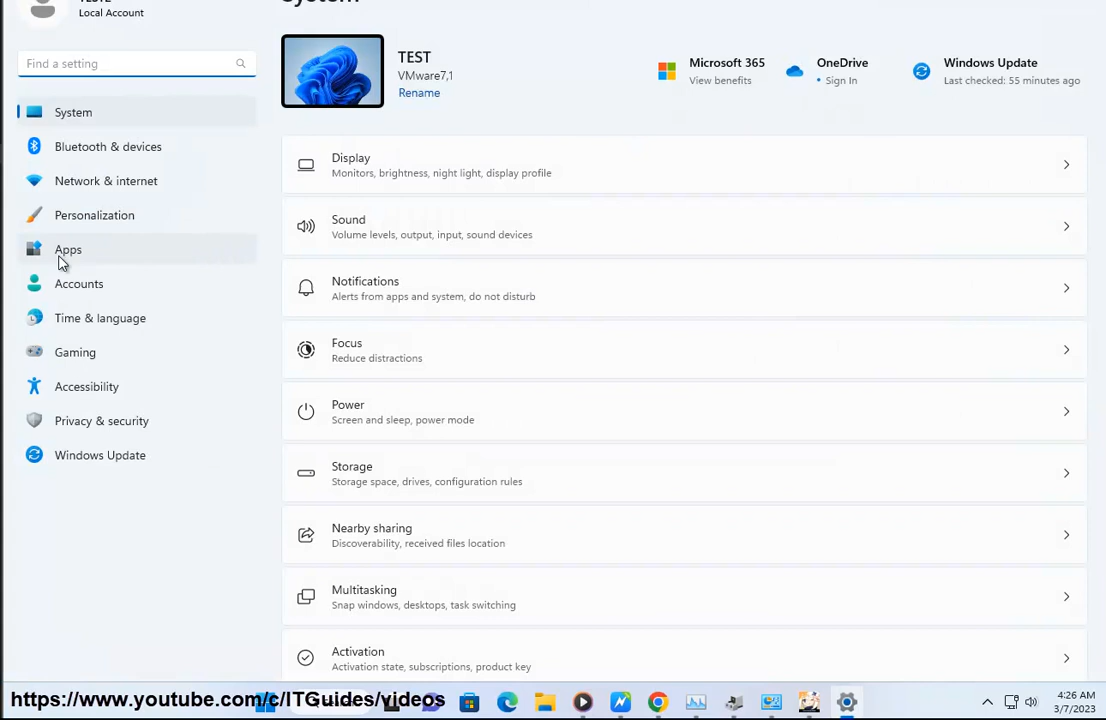 Local Account
System
Find a setting
TEST
VMware7,1
Rename
Microsoft 365
View benefits
OneDrive
• Sign In
Windows Update
Last checked: 55 minutes ago
System
Bluetooth & devices
Network & internet
Personalization
Apps
Accounts
Time & language
Gaming
Accessibility
Privacy & security
Windows Update
Display
Monitors, brightness, night light, display profile
Sound
Volume levels, output, input, sound devices
Notifications
Alerts from apps and system, do not disturb
Focus
Reduce distractions
Power
Screen and sleep, power mode
Storage
Storage space, drives, configuration rules
Nearby sharing
Discoverability, received files location
Multitasking
Snap windows, desktops, task switching
Activation
Activation state, subscriptions, product key
https://www.youtube.com/c/ITGuides/videos
4:26 AM
3/7/2023